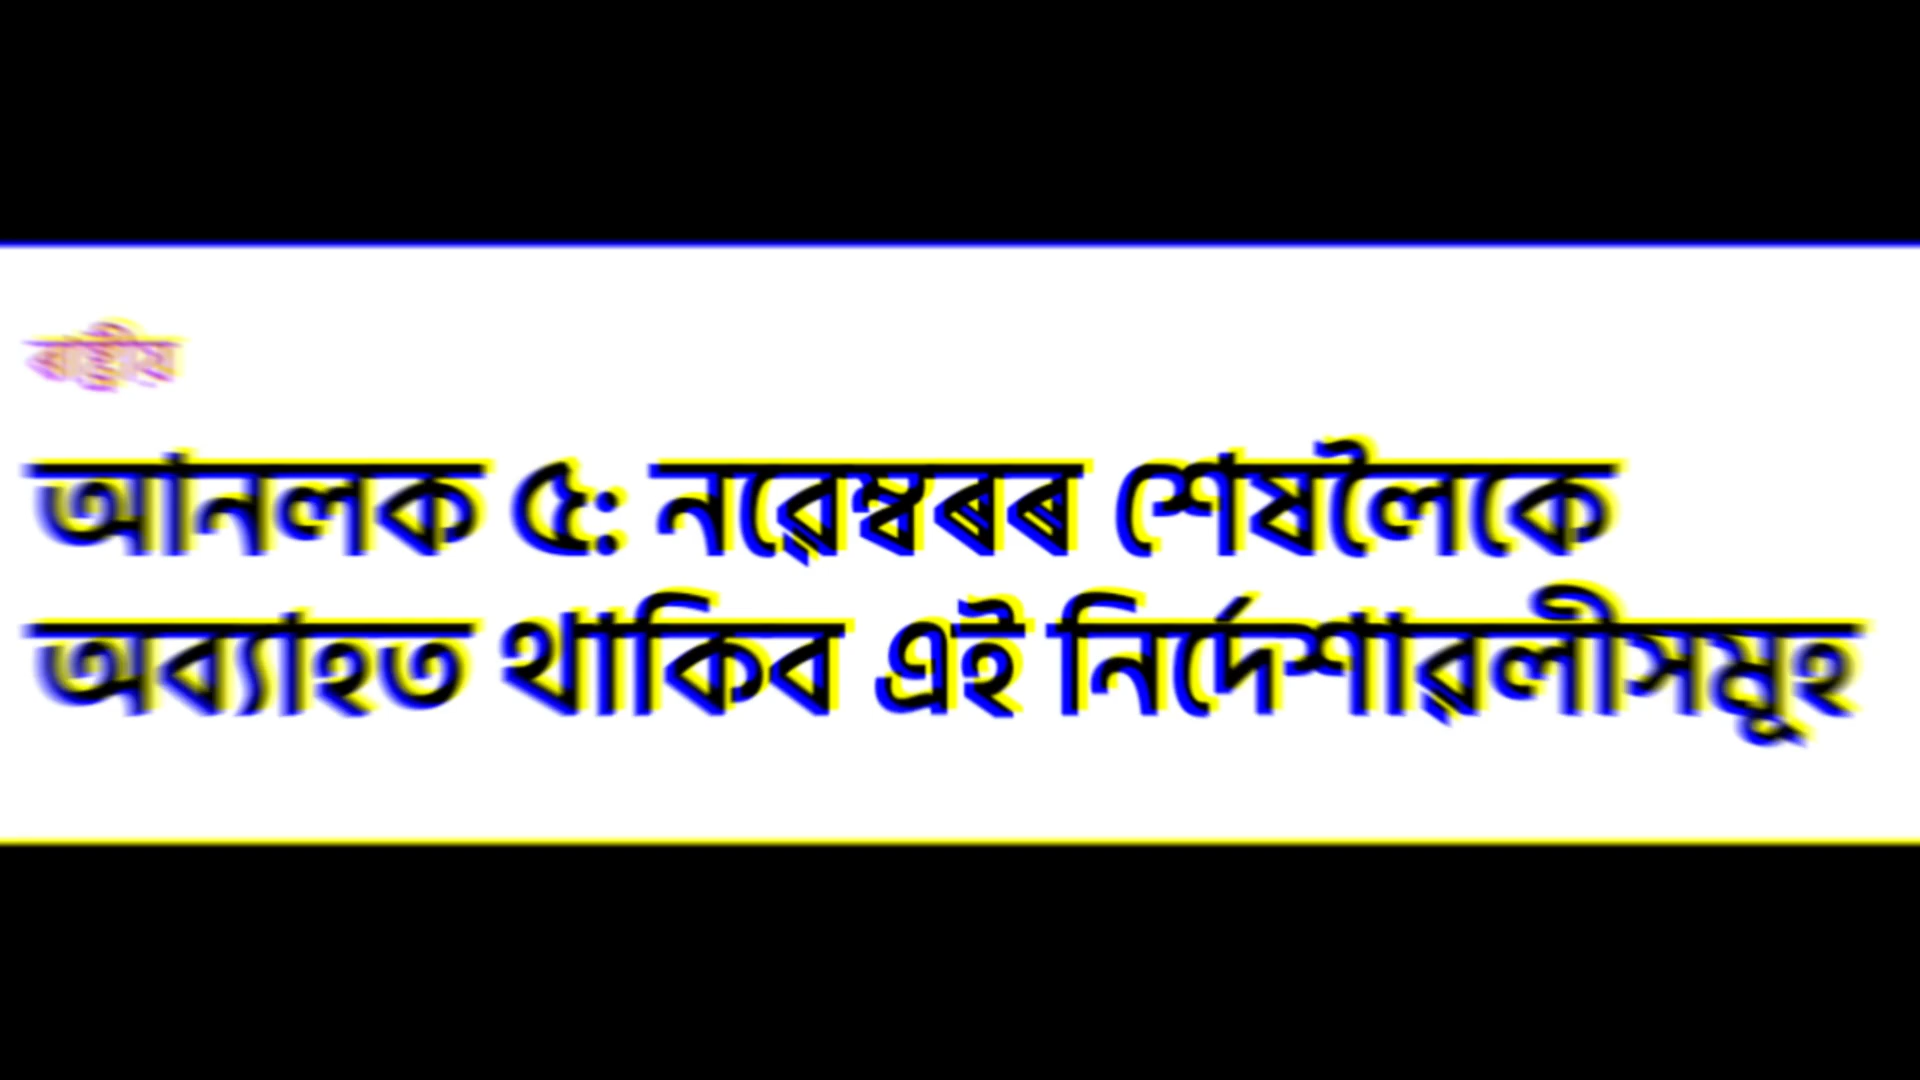 ৰাষ্ট্ৰীয়
আনলক ৫: নৱেম্বৰৰ শেষলৈকে
অব্যাহত থাকিব এই নিৰ্দেশাৱলীসমূহ